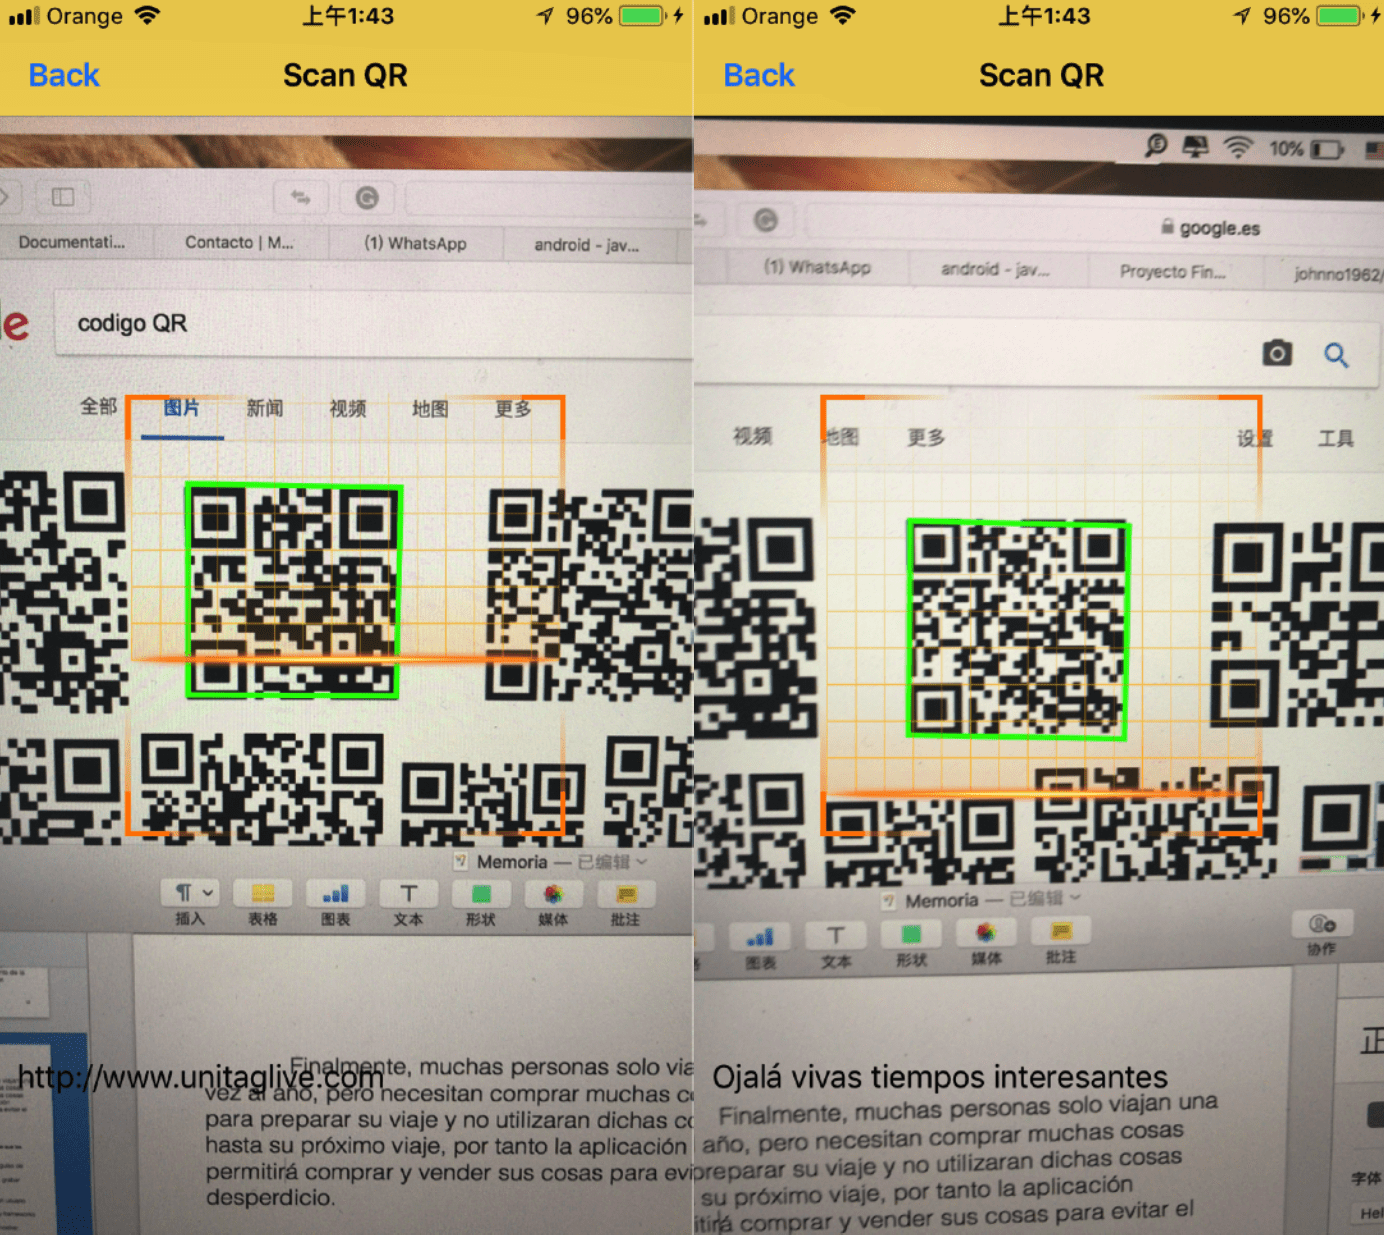 Orange 上午1:43 96%
Back Scan QR
Documentati... Contacto | M... (1) WhatsApp android - jav...
e codigo QR
全部 图片 新闻 视频 地图 更多
Memoria — 已编辑
插入 表格 图表 文本 形状 媒体 批注
http://www.unitaglive.com
Finalmente, muchas personas solo via
vez al año, pero necesitan comprar muchas c
para preparar su viaje y no utilizaran dichas co
hasta su próximo viaje, por tanto la aplicación
permitirá comprar y vender sus cosas para evi
desperdicio.
Orange 上午1:43 96%
Back Scan QR
10%
google.es
(1) WhatsApp android - jav... Proyecto Fin... johnno1962/
视频 地图 更多 设置 工具
Memoria — 已编辑
图表 文本 形状 媒体 批注 协作
Ojalá vivas tiempos interesantes
Finalmente, muchas personas solo viajan una
año, pero necesitan comprar muchas cosas
preparar su viaje y no utilizaran dichas cosas
su próximo viaje, por tanto la aplicación
itirá comprar y vender sus cosas para evitar el
正
字体
Hel